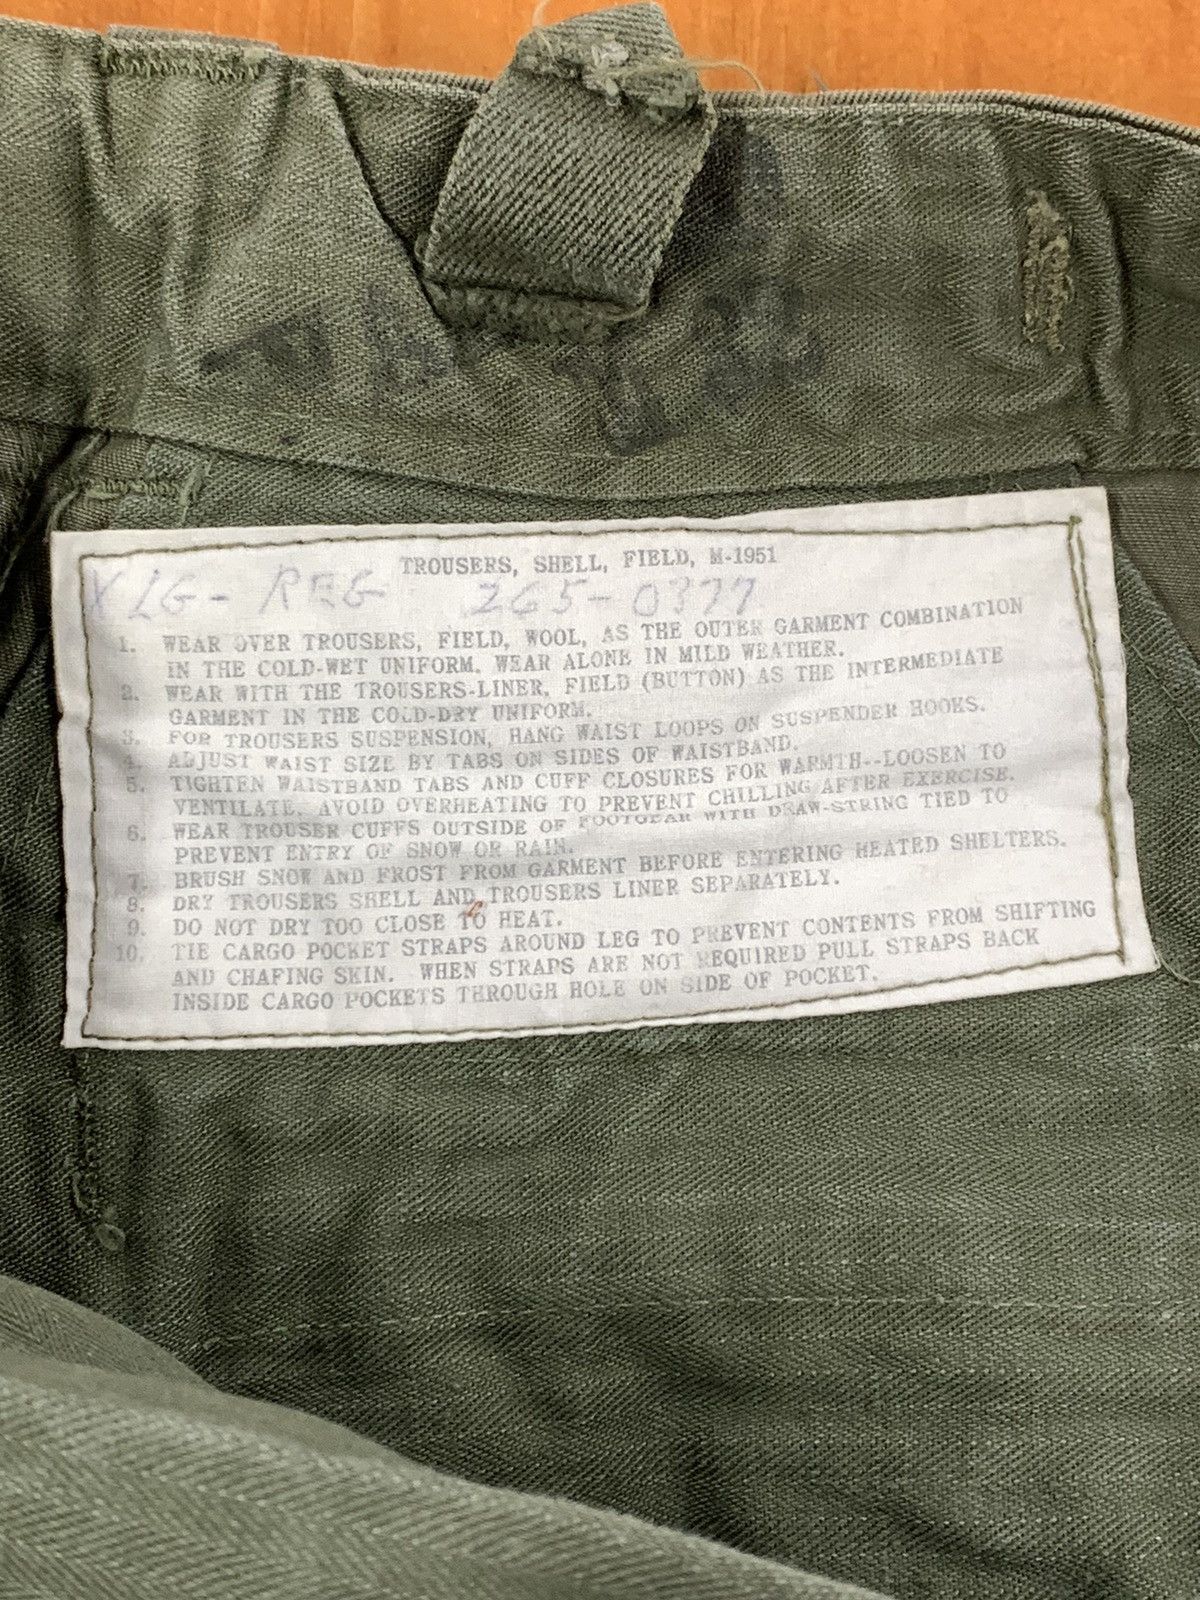 TROUSERS, SHELL, FIELD, M-1951
X LG - REG 265-0377
1. WEAR OVER TROUSERS, FIELD, WOOL, AS THE OUTER GARMENT COMBINATION
IN THE COLD-WET UNIFORM. WEAR ALONE IN MILD WEATHER.
2. WEAR WITH THE TROUSERS-LINER, FIELD (BUTTON) AS THE INTERMEDIATE
GARMENT IN THE COLD-DRY UNIFORM.
3. FOR TROUSERS SUSPENSION, HANG WAIST LOOPS ON SUSPENDER HOOKS.
4. ADJUST WAIST SIZE BY TABS ON SIDES OF WAISTBAND.
5. TIGHTEN WAISTBAND TABS AND CUFF CLOSURES FOR WARMTH--LOOSEN TO
VENTILATE. AVOID OVERHEATING TO PREVENT CHILLING AFTER EXERCISE.
6. WEAR TROUSER CUFFS OUTSIDE OF FOOTGEAR WITH DRAW-STRING TIED TO
PREVENT ENTRY OF SNOW OR RAIN.
7. BRUSH SNOW AND FROST FROM GARMENT BEFORE ENTERING HEATED SHELTERS.
8. DRY TROUSERS SHELL AND TROUSERS LINER SEPARATELY.
9. DO NOT DRY TOO CLOSE TO HEAT.
10. TIE CARGO POCKET STRAPS AROUND LEG TO PREVENT CONTENTS FROM SHIFTING
AND CHAFING SKIN. WHEN STRAPS ARE NOT REQUIRED PULL STRAPS BACK
INSIDE CARGO POCKETS THROUGH HOLE ON SIDE OF POCKET.